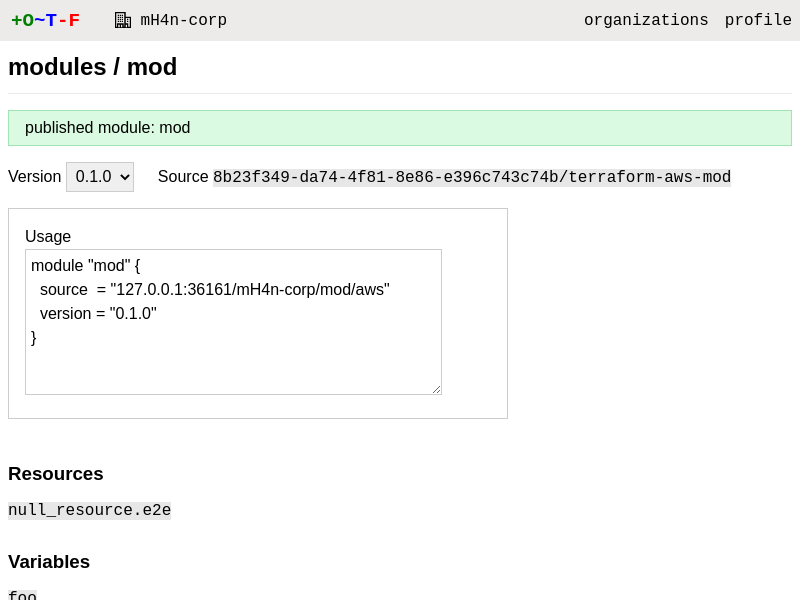 +O~T-F mH4n-corp organizations profile
modules / mod
published module: mod
Version 0.1.0 Source 8b23f349-da74-4f81-8e86-e396c743c74b/terraform-aws-mod
Usage
module "mod" {
  source  = "127.0.0.1:36161/mH4n-corp/mod/aws"
  version = "0.1.0"
}
Resources
null_resource.e2e
Variables
foo